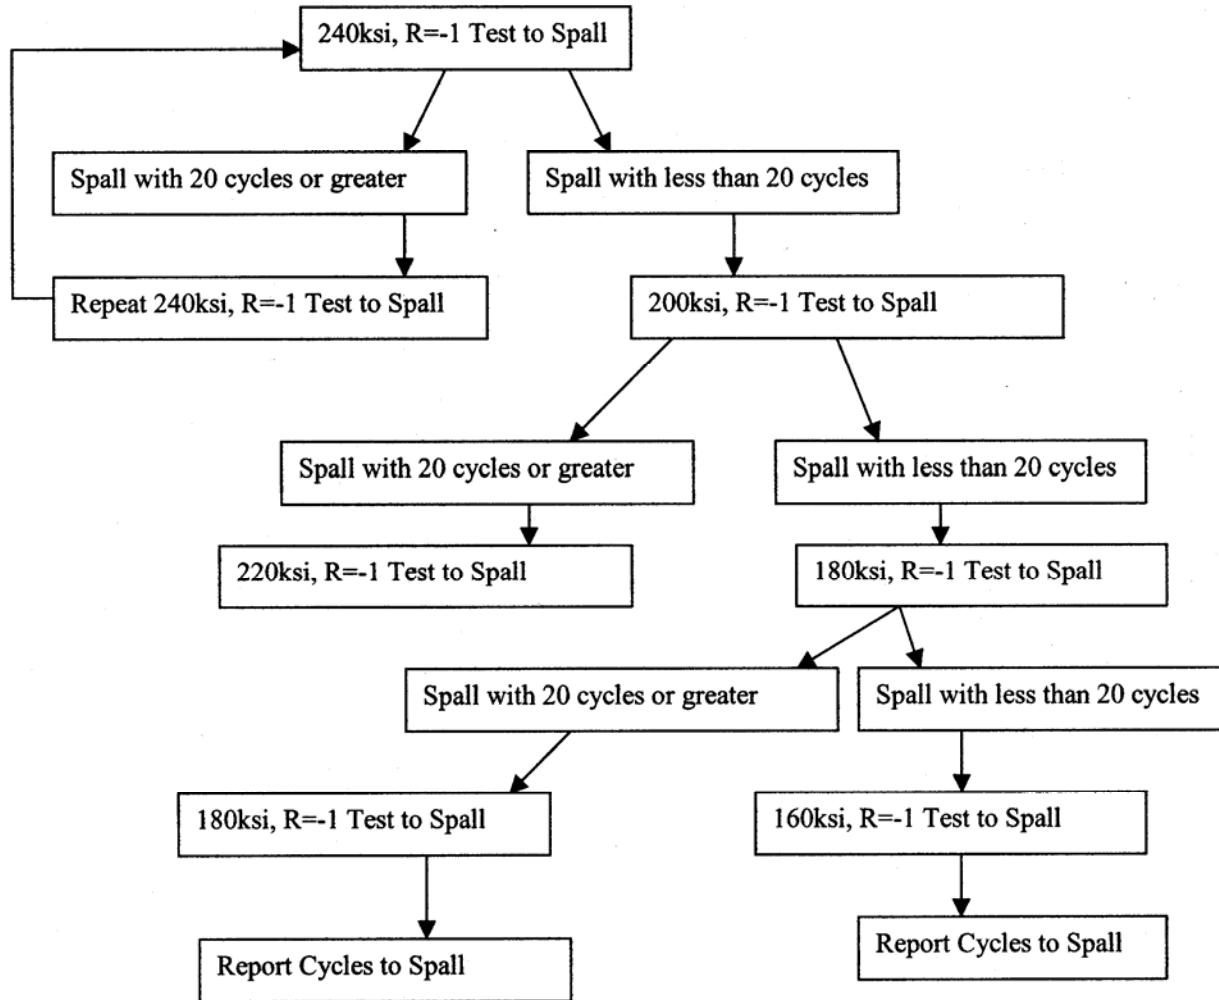 240ksi, R=-1 Test to Spall
Spall with 20 cycles or greater
Spall with less than 20 cycles
Repeat 240ksi, R=-1 Test to Spall
200ksi, R=-1 Test to Spall
Spall with 20 cycles or greater
Spall with less than 20 cycles
220ksi, R=-1 Test to Spall
180ksi, R=-1 Test to Spall
Spall with 20 cycles or greater
Spall with less than 20 cycles
180ksi, R=-1 Test to Spall
160ksi, R=-1 Test to Spall
Report Cycles to Spall
Report Cycles to Spall